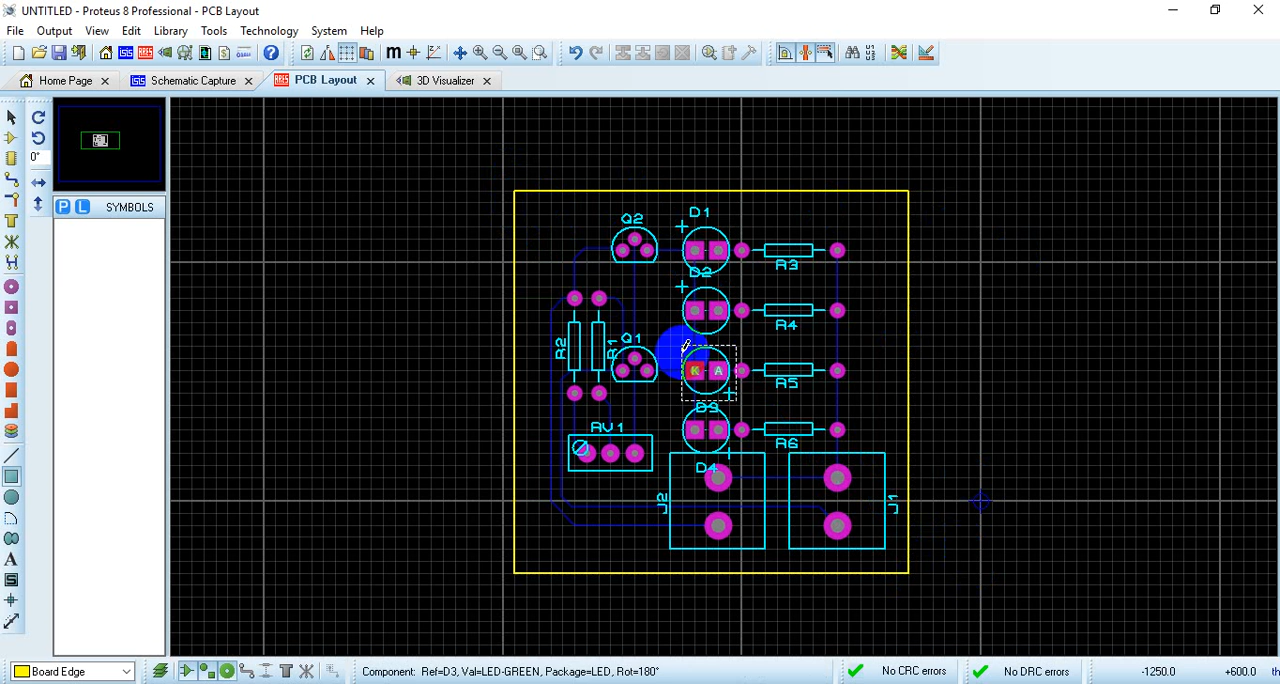 UNTITLED - Proteus 8 Professional - PCB Layout
File Output View Edit Library Tools Technology System Help
Home Page Schematic Capture PCB Layout 3D Visualizer
0°
P L SYMBOLS
Q2 D1
R3
D2
R4
Q1
R2 R1
K A
R5
D3
RV1
R6
D4
J2 J1
Board Edge
Component: Ref=D3, Val=LED-GREEN, Package=LED, Rot=180° No CRC errors No DRC errors -1250.0 +600.0 th